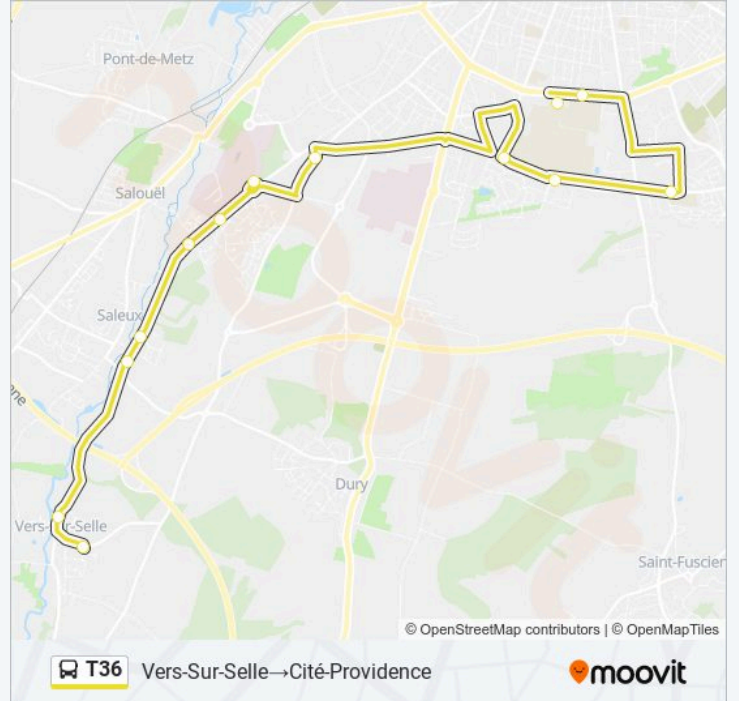 Pont-de-Metz
Salouël
Saleux
ne
Dury
Vers-sur-Selle
Saint-Fuscien
© OpenStreetMap contributors | © OpenMapTiles
T36 Vers-Sur-Selle→Cité-Providence
moovit